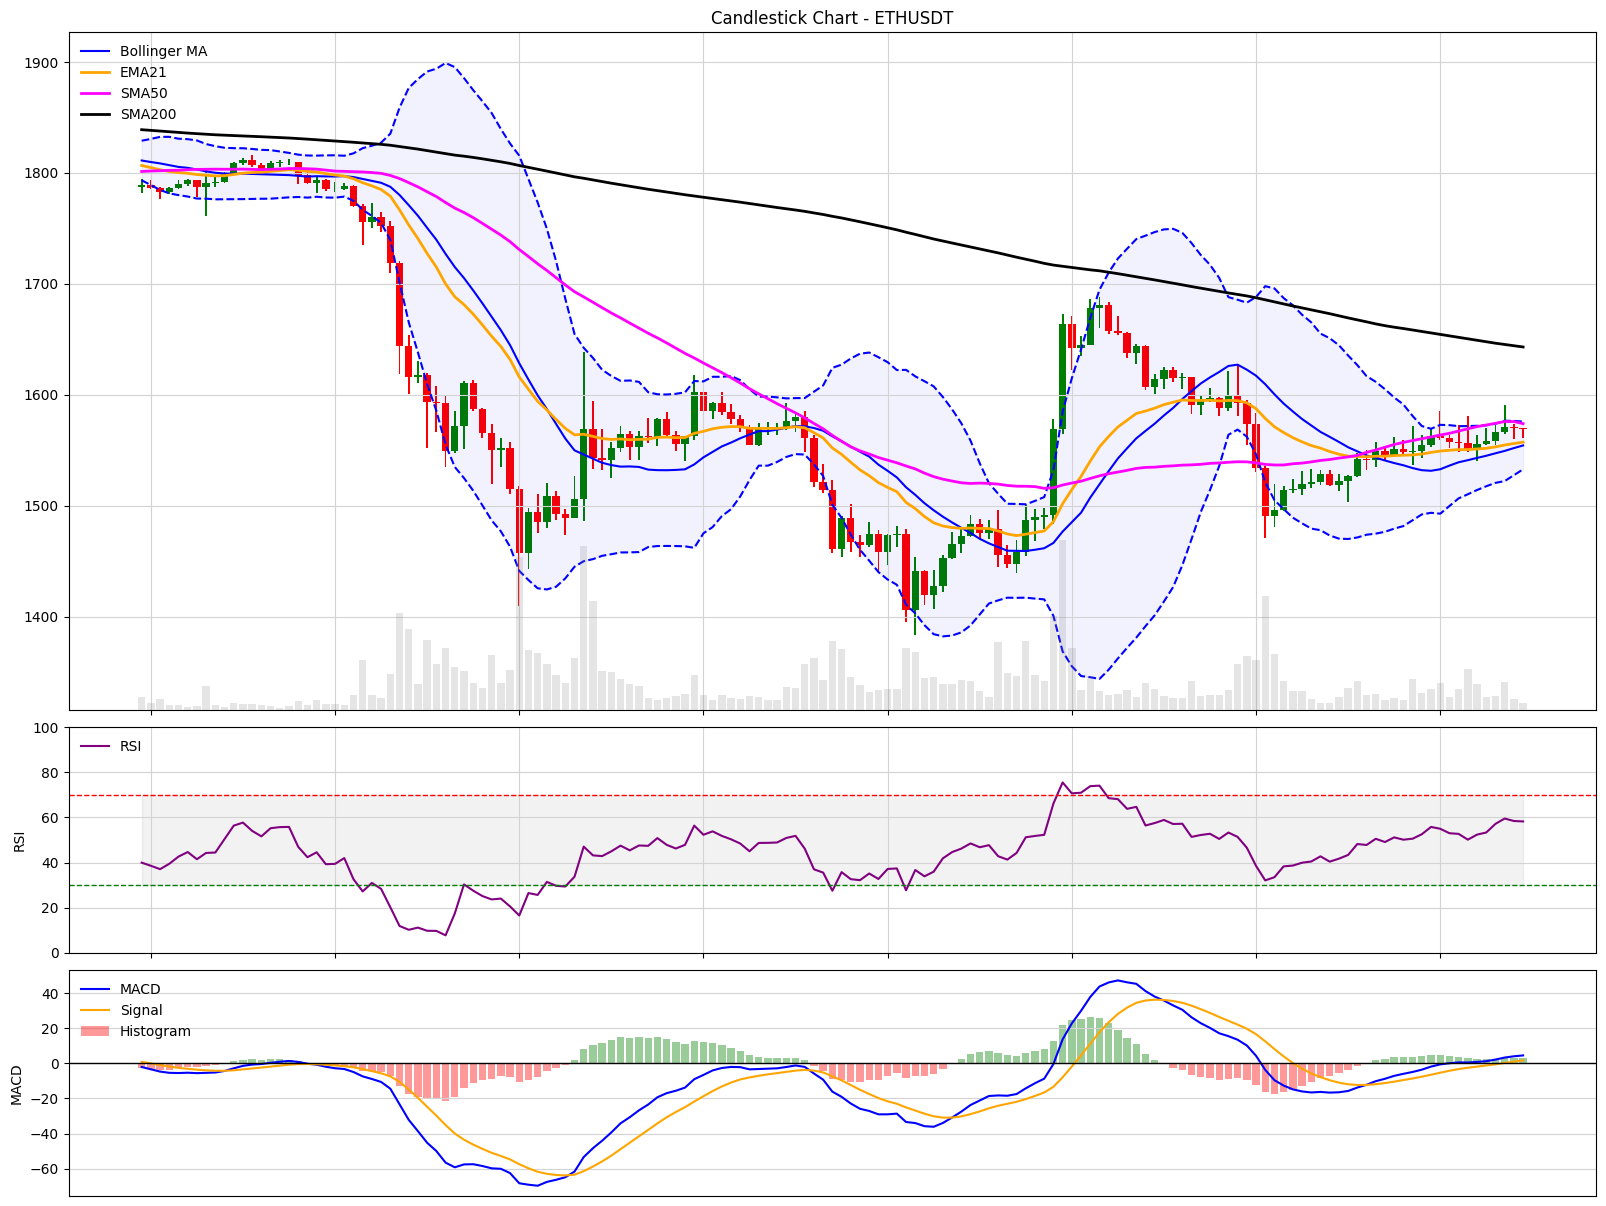 Candlestick Chart - ETHUSDT
Bollinger MA
EMA21
SMA50
SMA200
1900
1800
1700
1600
1500
1400
RSI
100
80
60
40
20
0
RSI
MACD
Signal
Histogram
40
20
0
−20
−40
−60
MACD